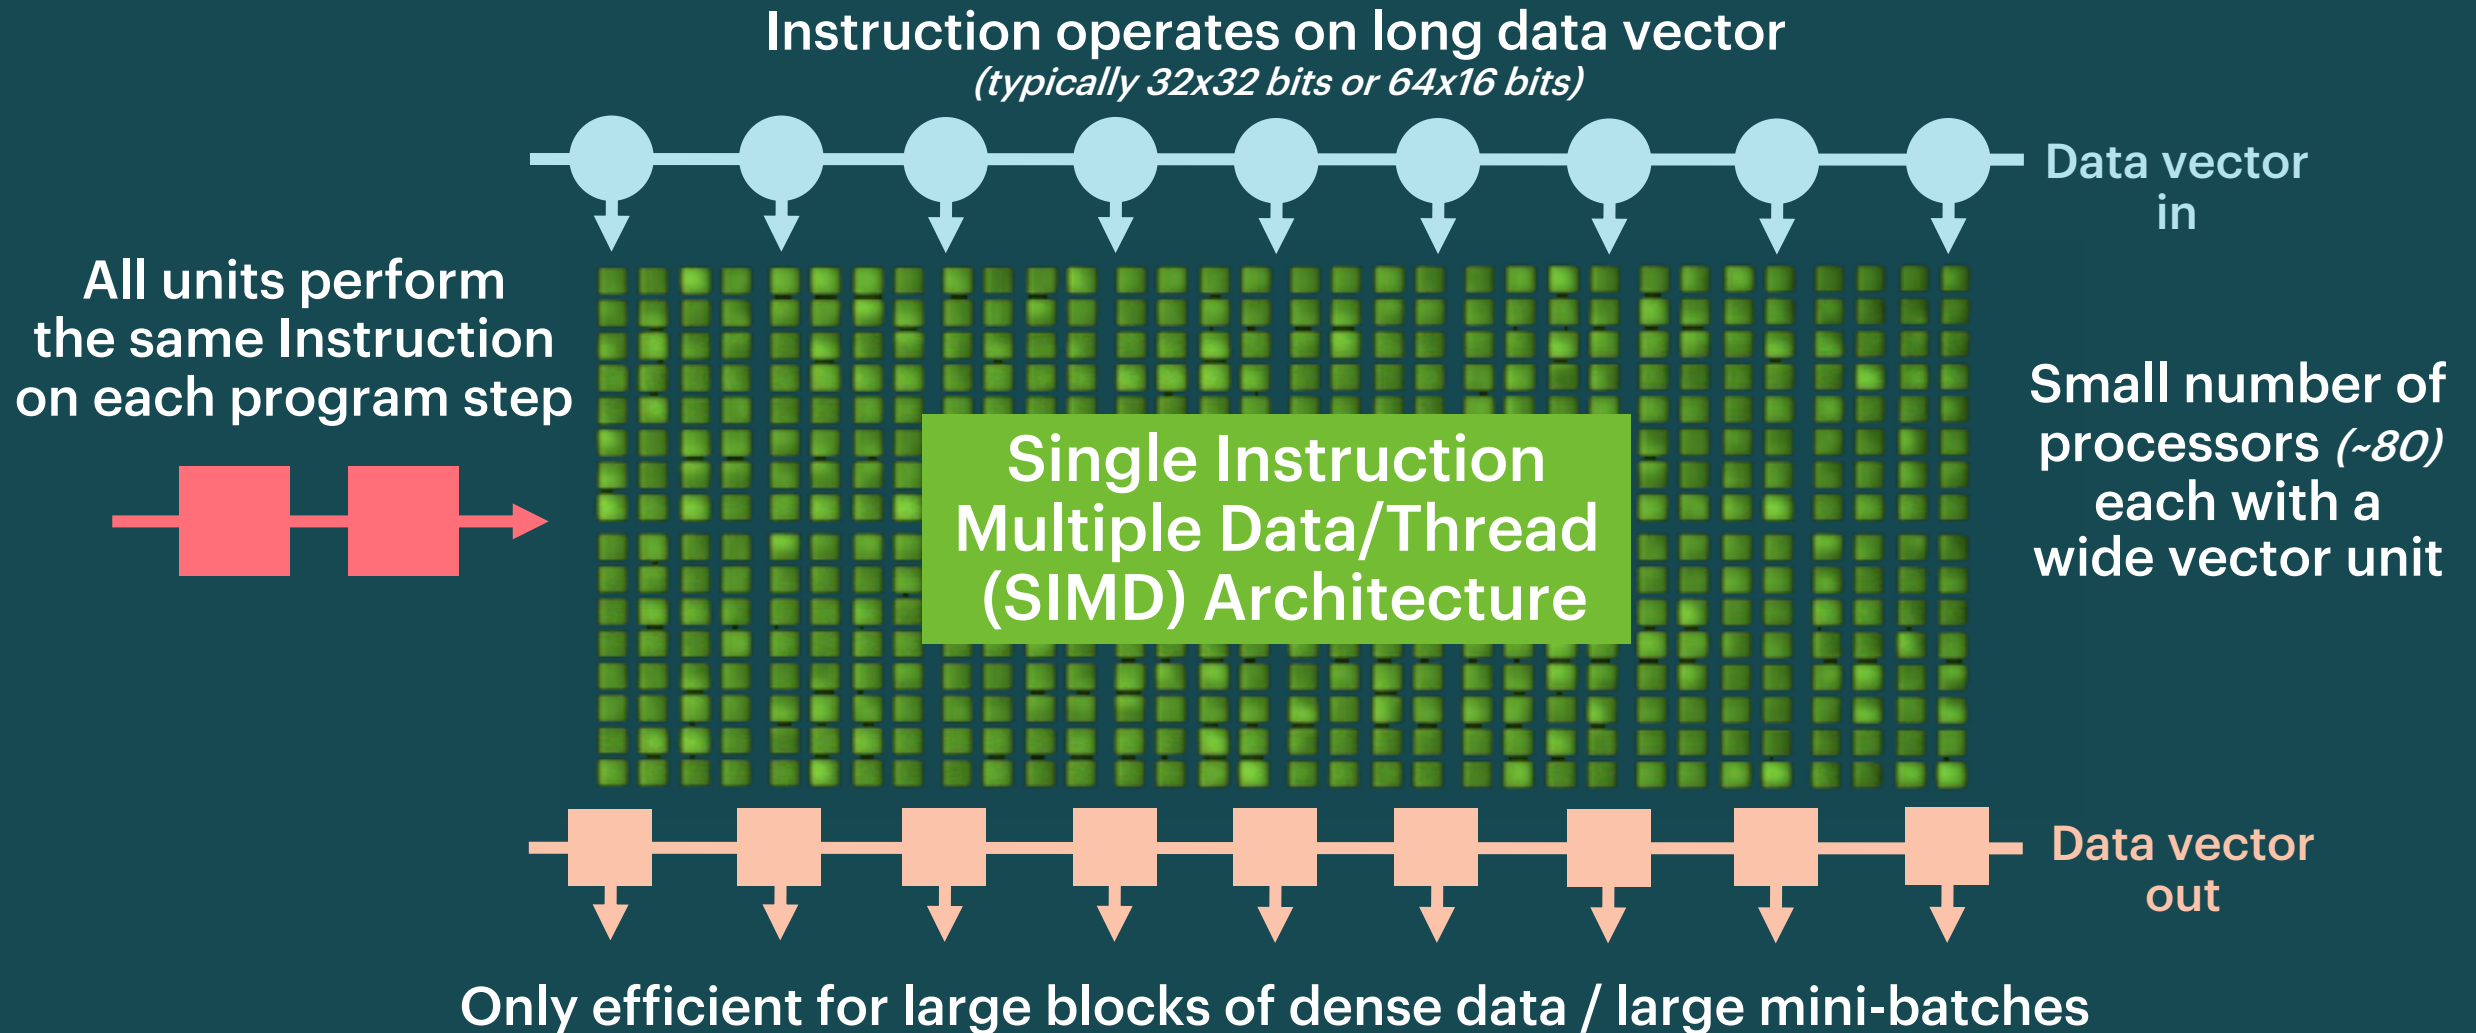 Instruction operates on long data vector
(typically 32x32 bits or 64x16 bits)
Data vector
in
All units perform
the same Instruction
on each program step
Single Instruction
Multiple Data/Thread
(SIMD) Architecture
Small number of
processors (~80)
each with a
wide vector unit
Data vector
out
Only efficient for large blocks of dense data / large mini-batches